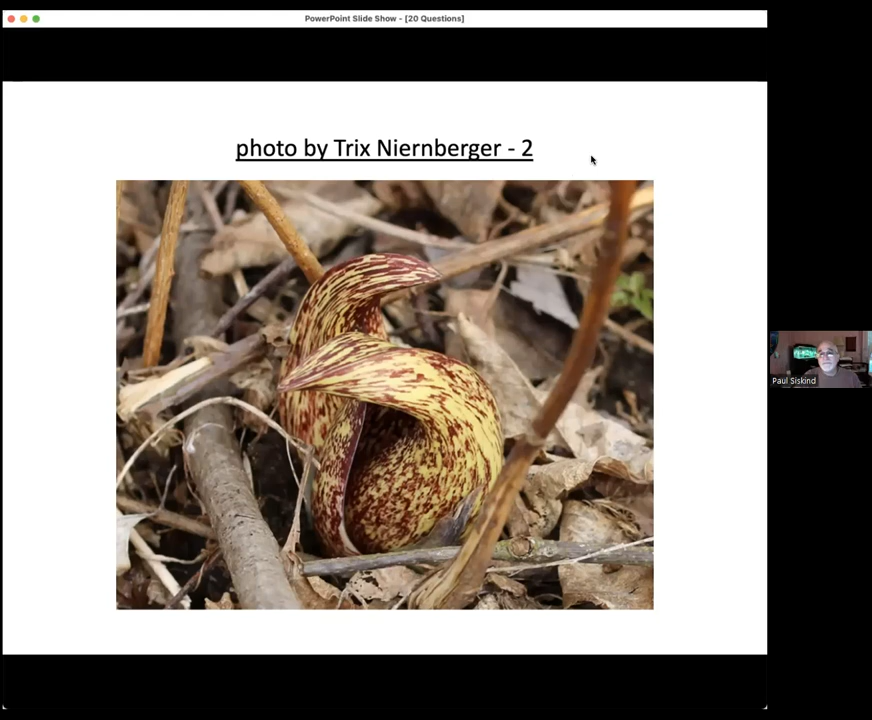 PowerPoint Slide Show - [20 Questions]
photo by Trix Niernberger - 2
Paul Siskind